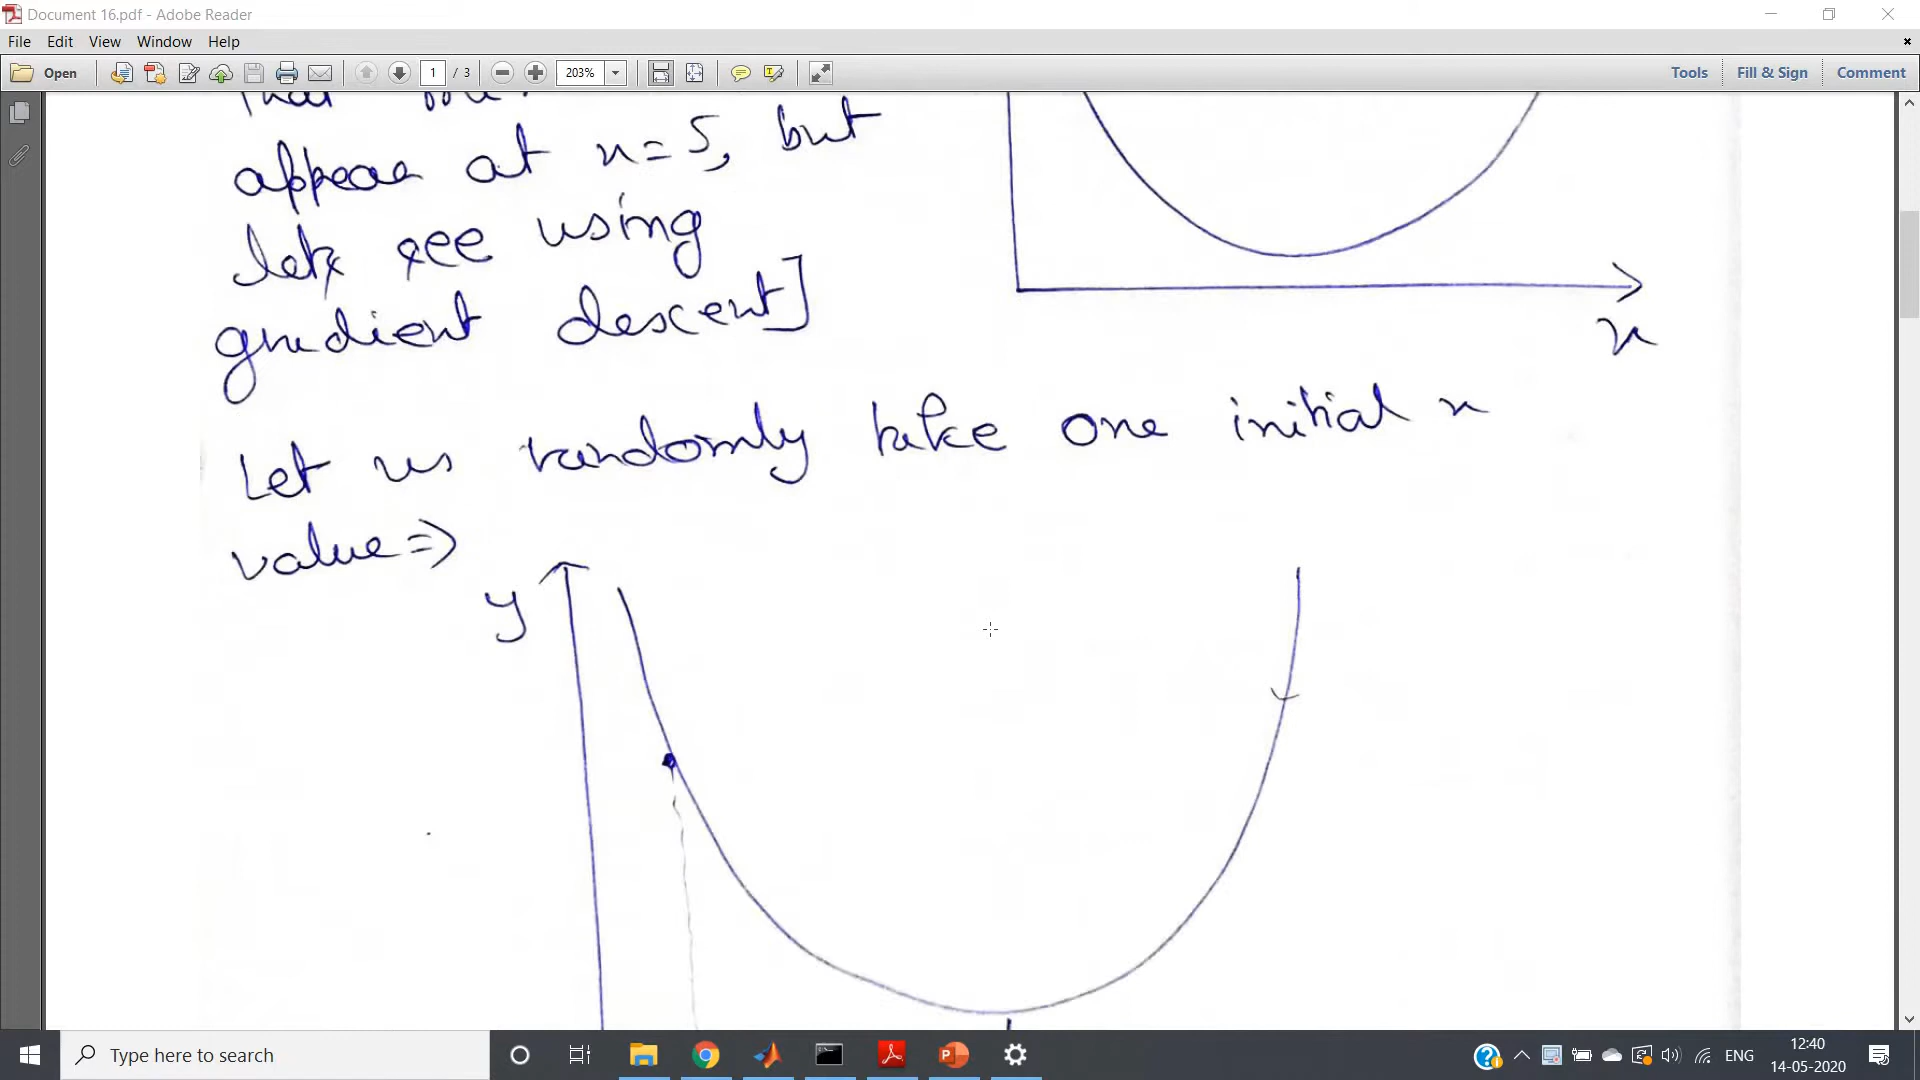 Document 16.pdf - Adobe Reader
File Edit View Window Help
Open 1 / 3 203% Tools Fill & Sign Comment
That
appear at x=5, but
lets see using
gradient descent]
x
Let us randomly take one initial x
value⇒
y
Type here to search
ENG 12:40
14-05-2020